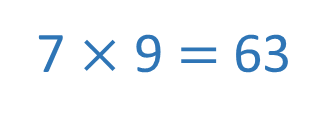 7 × 9 = 63